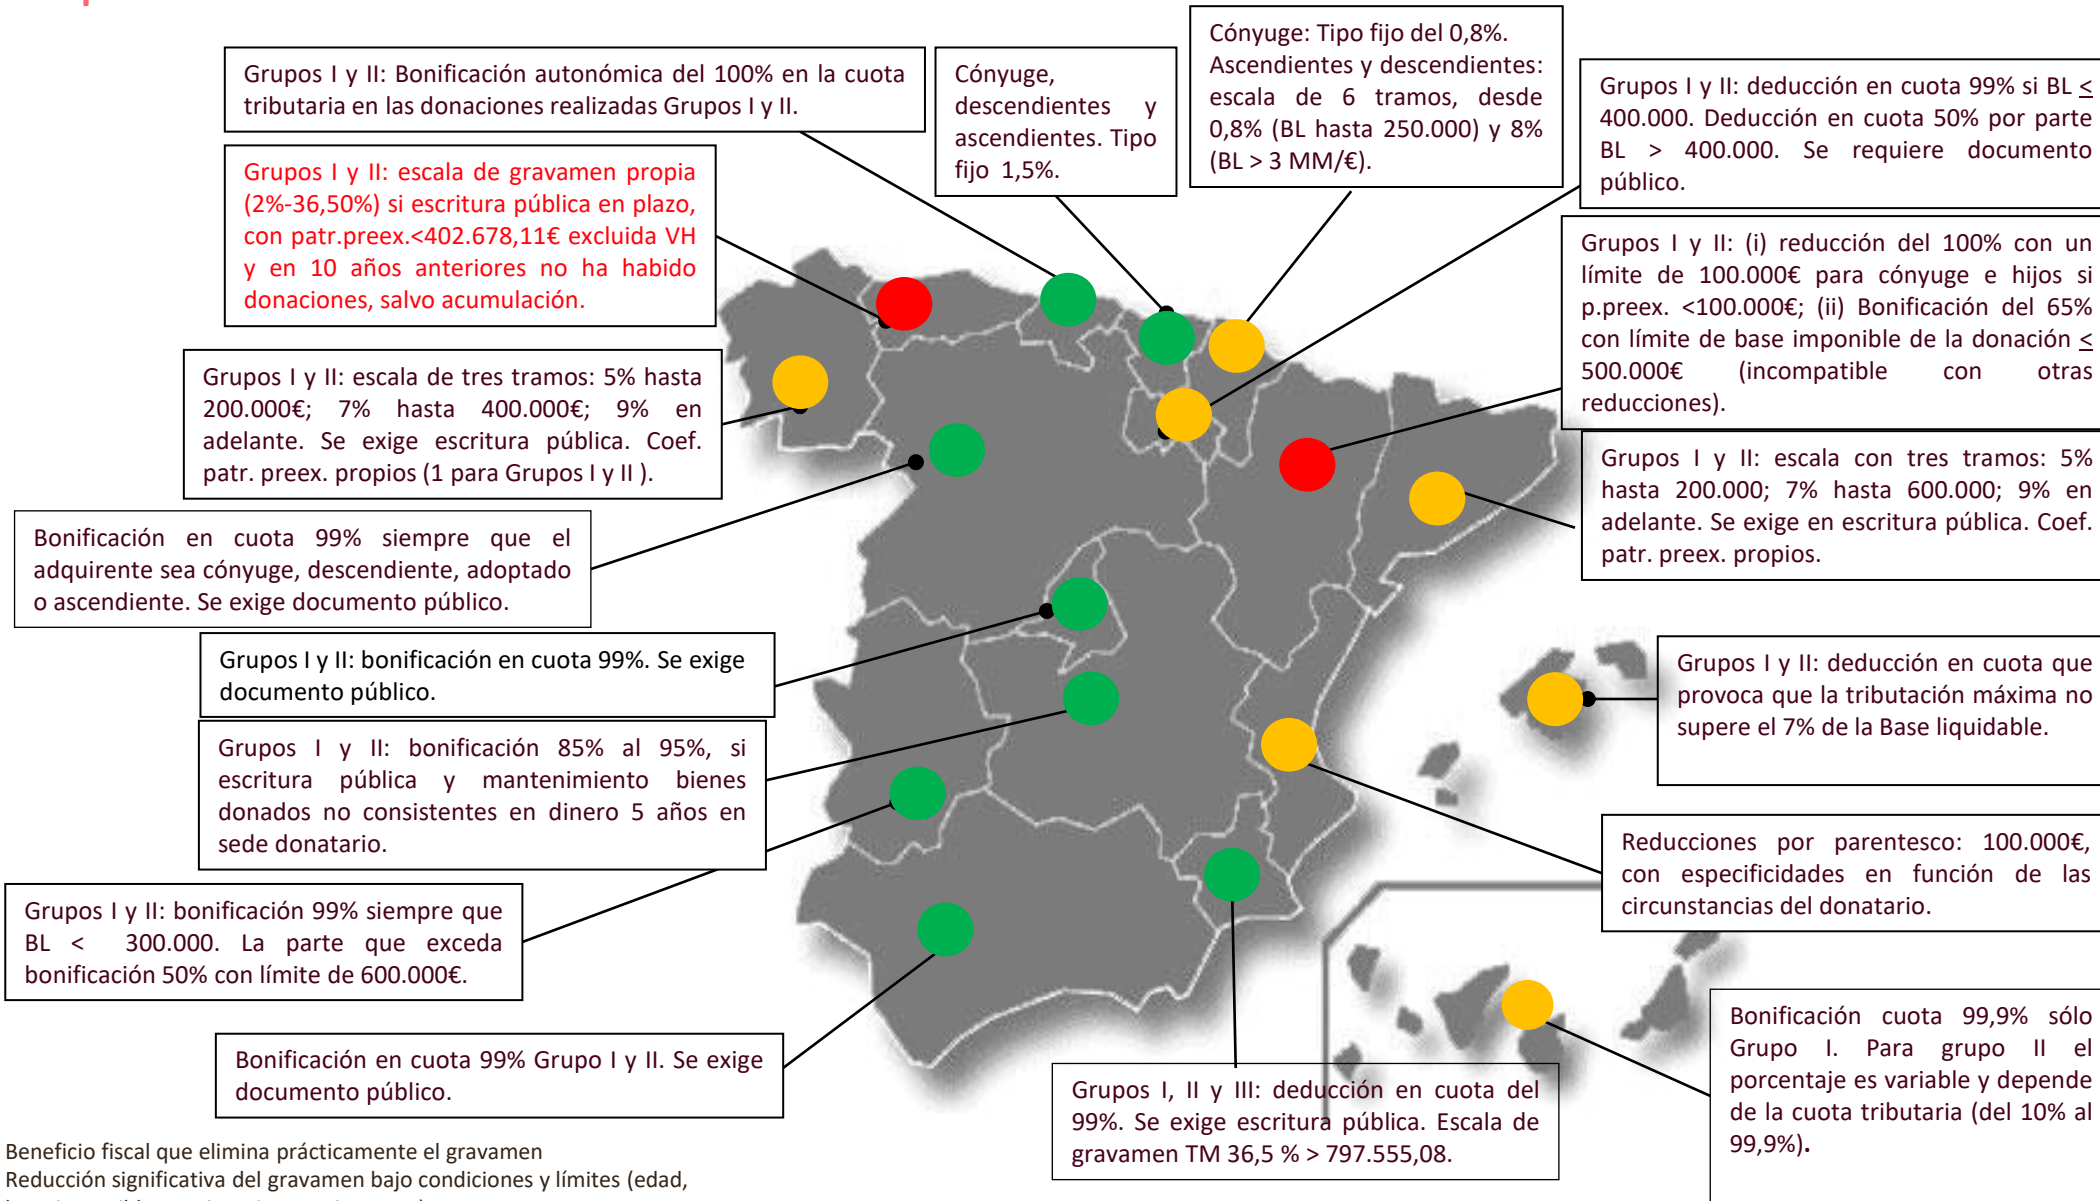 Grupos I y II: Bonificación autonómica del 100% en la cuota
tributaria en las donaciones realizadas Grupos I y II.
Cónyuge,
descendientes y
ascendientes. Tipo
fijo 1,5%.
Cónyuge: Tipo fijo del 0,8%.
Ascendientes y descendientes:
escala de 6 tramos, desde
0,8% (BL hasta 250.000) y 8%
(BL > 3 MM/€).
Grupos I y II: deducción en cuota 99% si BL ≤
400.000. Deducción en cuota 50% por parte
BL > 400.000. Se requiere documento
público.
Grupos I y II: escala de gravamen propia
(2%-36,50%) si escritura pública en plazo,
con patr.preex.<402.678,11€ excluida VH
y en 10 años anteriores no ha habido
donaciones, salvo acumulación.
Grupos I y II: (i) reducción del 100% con un
límite de 100.000€ para cónyuge e hijos si
p.preex. <100.000€; (ii) Bonificación del 65%
con límite de base imponible de la donación ≤
500.000€ (incompatible con otras
reducciones).
Grupos I y II: escala de tres tramos: 5% hasta
200.000€; 7% hasta 400.000€; 9% en
adelante. Se exige escritura pública. Coef.
patr. preex. propios (1 para Grupos I y II ).
Grupos I y II: escala con tres tramos: 5%
hasta 200.000; 7% hasta 600.000; 9% en
adelante. Se exige en escritura pública. Coef.
patr. preex. propios.
Bonificación en cuota 99% siempre que el
adquirente sea cónyuge, descendiente, adoptado
o ascendiente. Se exige documento público.
Grupos I y II: bonificación en cuota 99%. Se exige
documento público.
Grupos I y II: deducción en cuota que
provoca que la tributación máxima no
supere el 7% de la Base liquidable.
Grupos I y II: bonificación 85% al 95%, si
escritura pública y mantenimiento bienes
donados no consistentes en dinero 5 años en
sede donatario.
Reducciones por parentesco: 100.000€,
con especificidades en función de las
circunstancias del donatario.
Grupos I y II: bonificación 99% siempre que
BL < 300.000. La parte que exceda
bonificación 50% con límite de 600.000€.
Bonificación en cuota 99% Grupo I y II. Se exige
documento público.
Grupos I, II y III: deducción en cuota del
99%. Se exige escritura pública. Escala de
gravamen TM 36,5 % > 797.555,08.
Bonificación cuota 99,9% sólo
Grupo I. Para grupo II el
porcentaje es variable y depende
de la cuota tributaria (del 10% al
99,9%).
Beneficio fiscal que elimina prácticamente el gravamen
Reducción significativa del gravamen bajo condiciones y límites (edad,